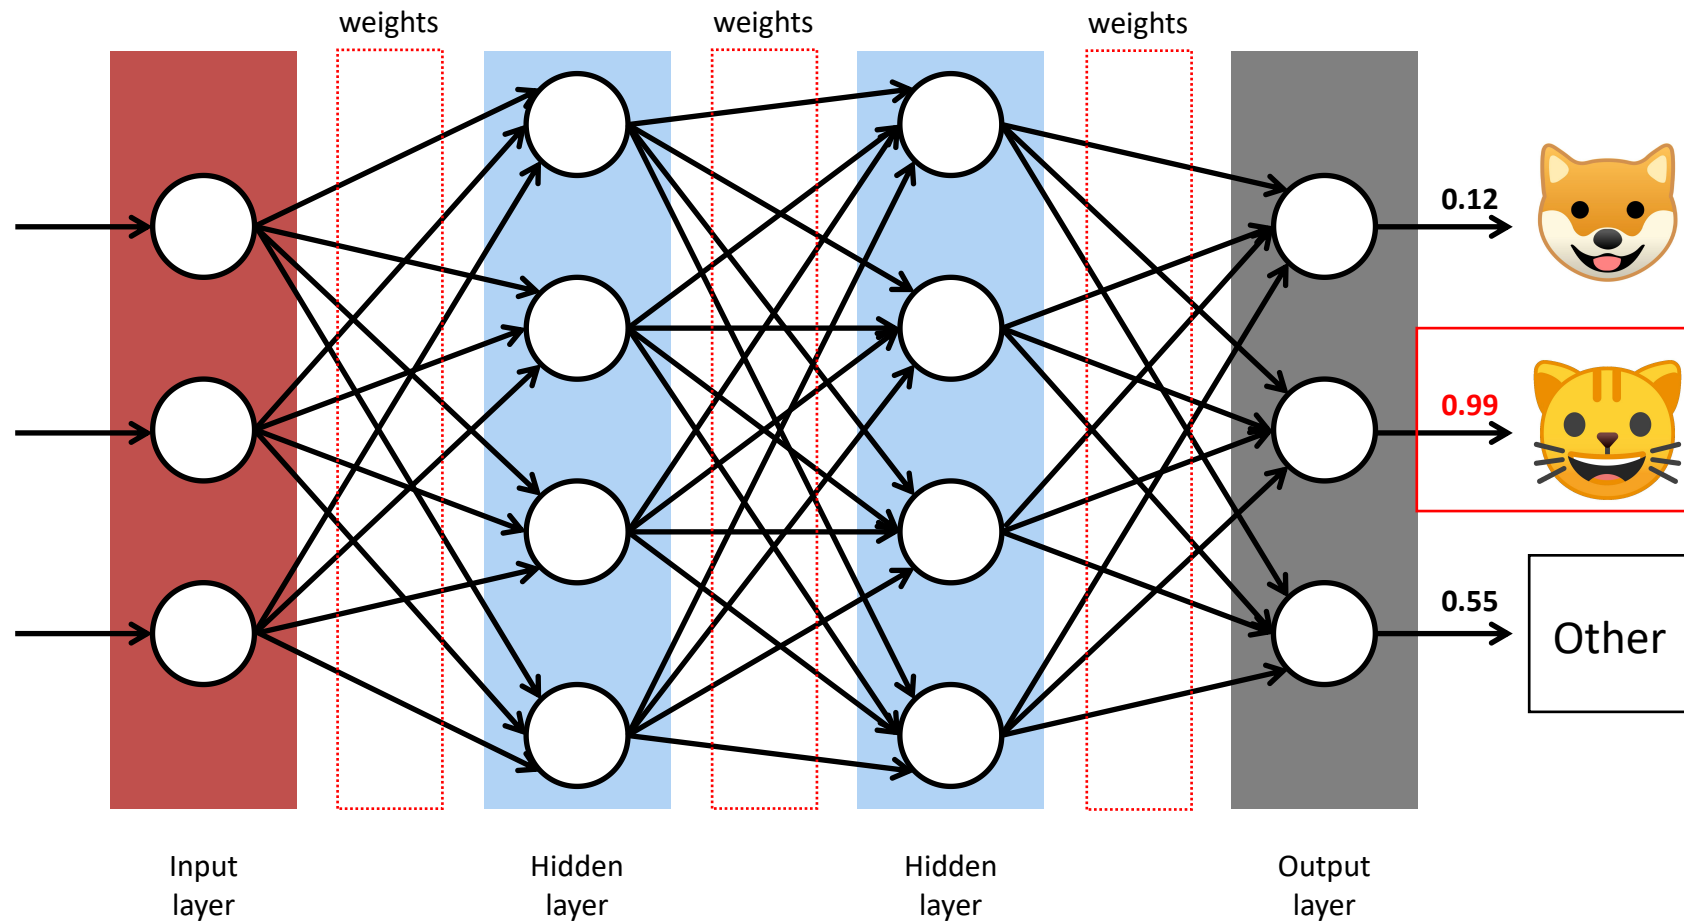 weights
weights
weights
0.12
0.99
0.55
Other
Input
layer
Hidden
layer
Hidden
layer
Output
layer